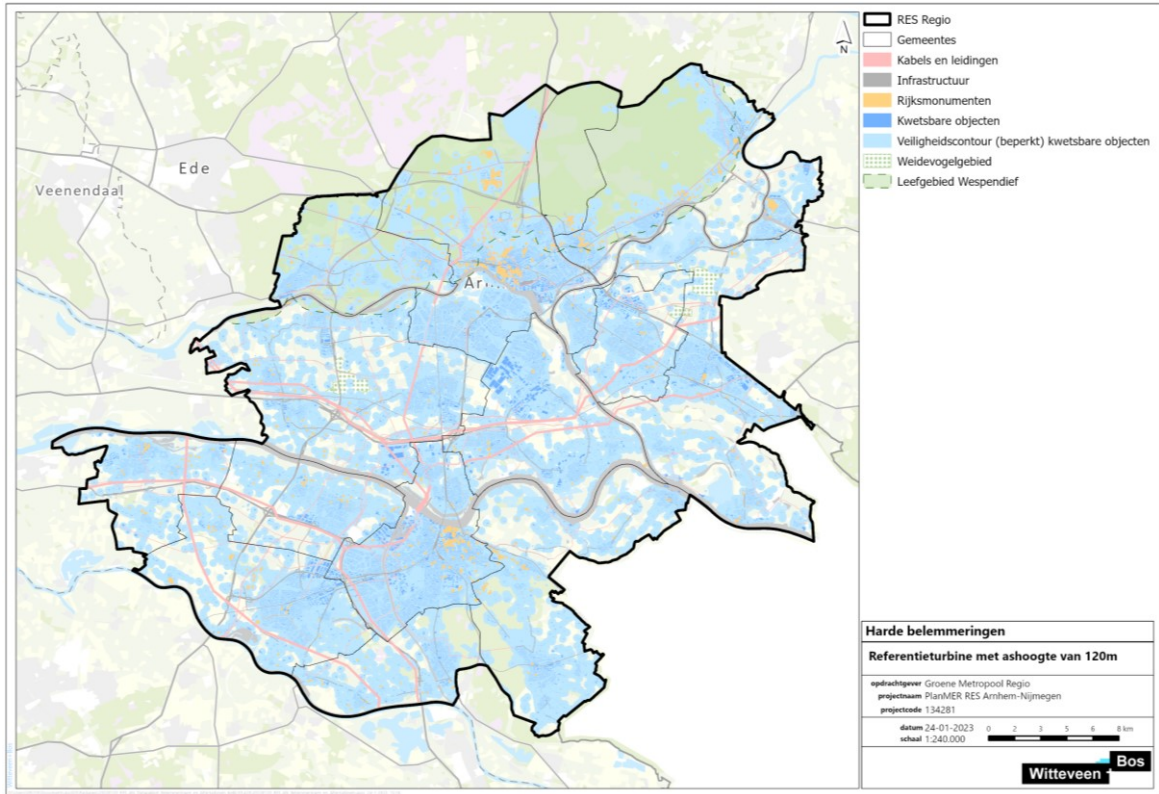 N
Ede
Veenendaal
Ar
RES Regio
Gemeentes
Kabels en leidingen
Infrastructuur
Rijksmonumenten
Kwetsbare objecten
Veiligheidscontour (beperkt) kwetsbare objecten
Weidevogelgebied
Leefgebied Wespendief
Harde belemmeringen
Referentieturbine met ashoogte van 120m
opdrachtgever Groene Metropool Regio
projectnaam PlanMER RES Arnhem-Nijmegen
projectcode 134281
datum 24-01-2023 0 2 3 5 6 8 km
schaal 1:240.000
Witteveen + Bos